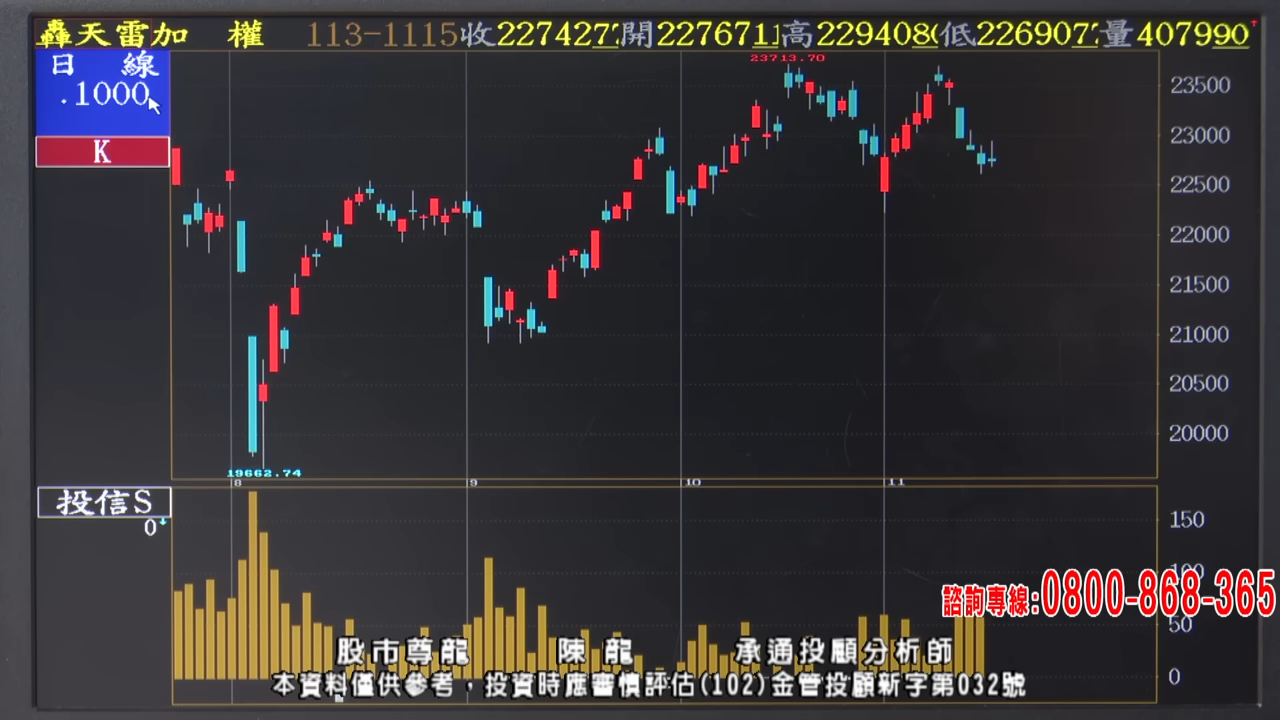 轟天雷加 權 113-1115收2274277開2276711高2294080低2269077量407990
日 線
.1000
K
23713.70
23500
23000
22500
22000
21500
21000
20500
20000
19662.74
8 9 10 11
投信S
0
150
100
50
0
諮詢專線:0800-868-365
股市尊龍 陳龍 承通投顧分析師
本資料僅供參考，投資時應審慎評估(102)金管投顧新字第032號